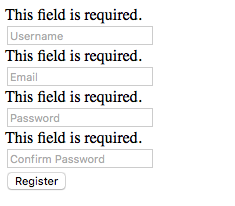 This field is required.
Username
This field is required.
Email
This field is required.
Password
This field is required.
Confirm Password
Register